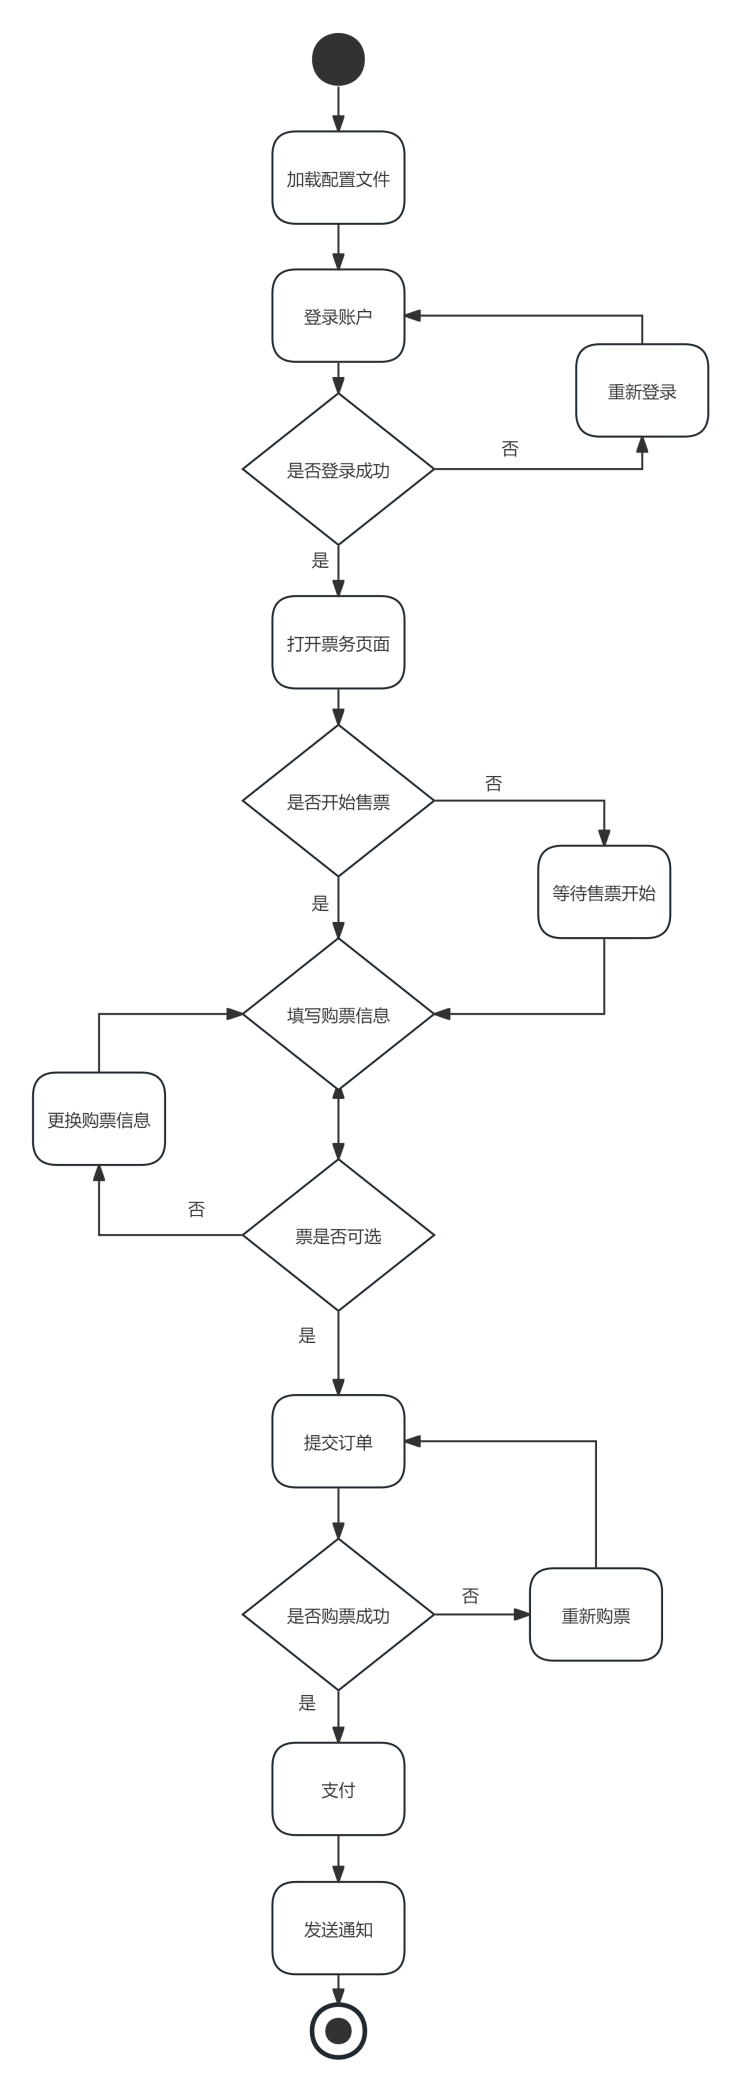 加载配置文件
登录账户
重新登录
是否登录成功
否
是
打开票务页面
是否开始售票
否
等待售票开始
是
填写购票信息
更换购票信息
票是否可选
否
是
提交订单
是否购票成功
否
重新购票
是
支付
发送通知